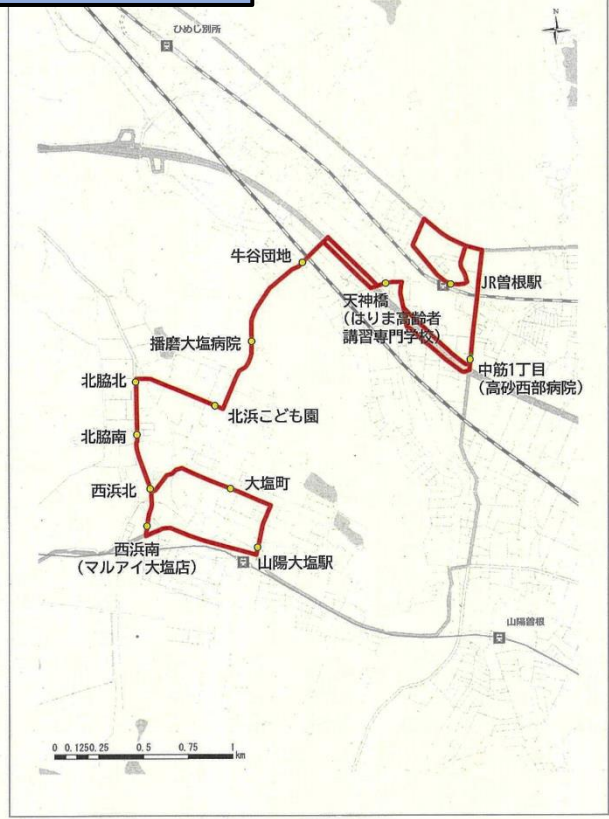 ひめじ別所
N
牛谷団地
JR曽根駅
天神橋
(はりま高齢者
講習専門学校)
播磨大塩病院
中筋1丁目
(高砂西部病院)
北脇北
北浜こども園
北脇南
西浜北
大塩町
西浜南
(マルアイ大塩店)
山陽大塩駅
山陽曽根
0 0.1250.25 0.5 0.75 1
km